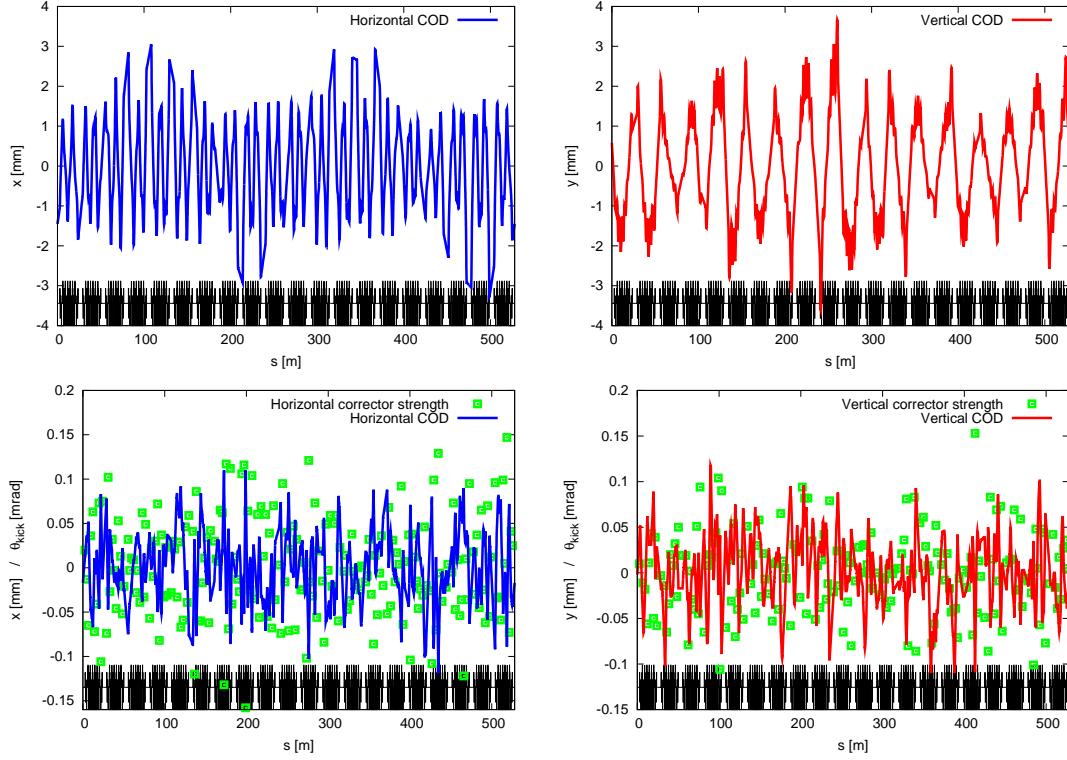 Horizontal COD
4
3
2
1
0
-1
-2
-3
-4
x [mm]
0 100 200 300 400 500
s [m]
Vertical COD
4
3
2
1
0
-1
-2
-3
-4
y [mm]
0 100 200 300 400 500
s [m]
Horizontal corrector strength
Horizontal COD
0.2
0.15
0.1
0.05
0
-0.05
-0.1
-0.15
x [mm] / θkick [mrad]
0 100 200 300 400 500
s [m]
Vertical corrector strength
Vertical COD
0.2
0.15
0.1
0.05
0
-0.05
-0.1
-0.15
y [mm] / θkick [mrad]
0 100 200 300 400 500
s [m]